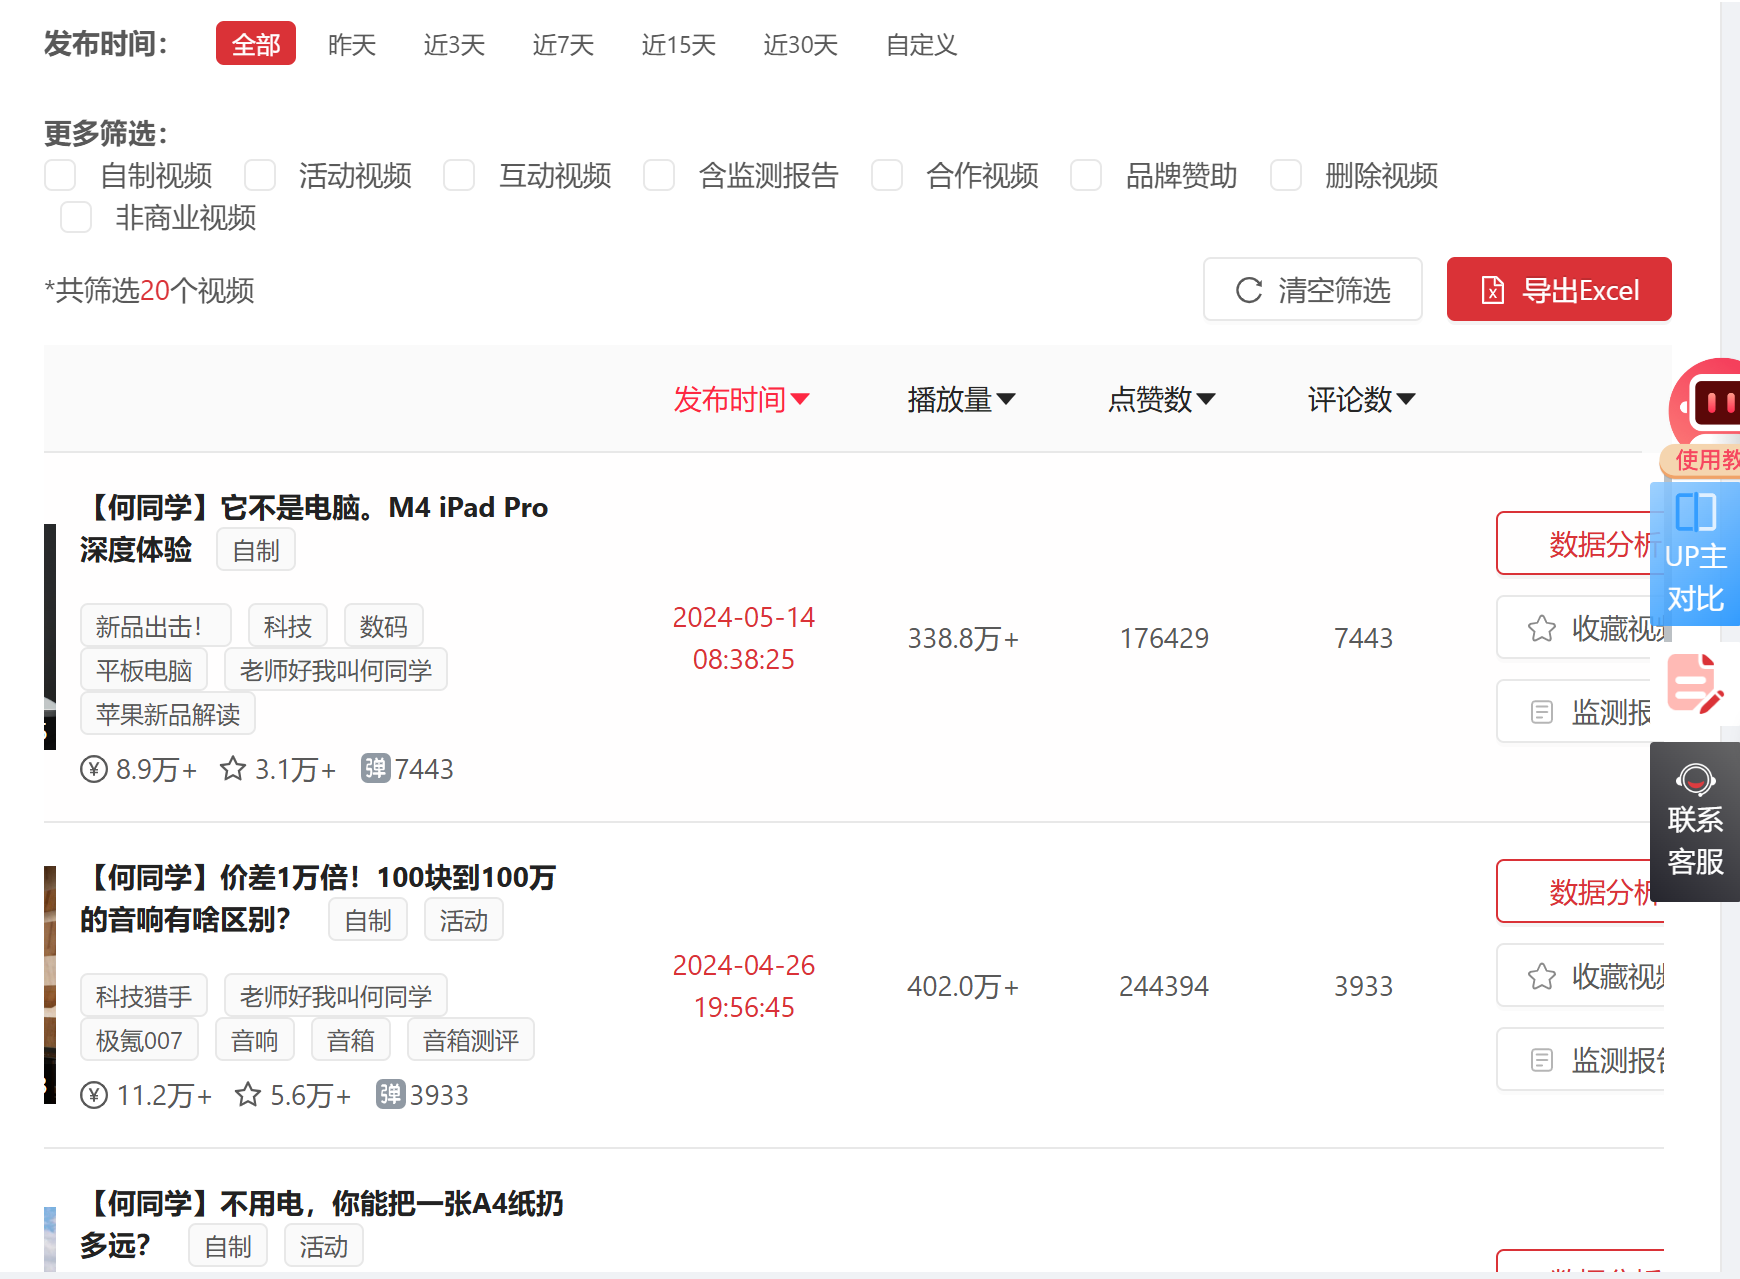 发布时间： 全部 昨天 近3天 近7天 近15天 近30天 自定义
更多筛选：
自制视频 活动视频 互动视频 含监测报告 合作视频 品牌赞助 删除视频
非商业视频
*共筛选20个视频 清空筛选 导出Excel
发布时间 播放量 点赞数 评论数
使用教
【何同学】它不是电脑。M4 iPad Pro
深度体验 自制
新品出击！ 科技 数码
平板电脑 老师好我叫何同学
苹果新品解读
¥ 8.9万+ 3.1万+ 弹 7443
2024-05-14
08:38:25
338.8万+ 176429 7443
数据分析
收藏视频
监测报
UP主
对比
联系
客服
【何同学】价差1万倍！100块到100万
的音响有啥区别？ 自制 活动
科技猎手 老师好我叫何同学
极氪007 音响 音箱 音箱测评
¥ 11.2万+ 5.6万+ 弹 3933
2024-04-26
19:56:45
402.0万+ 244394 3933
数据分析
收藏视频
监测报告
【何同学】不用电，你能把一张A4纸扔
多远？ 自制 活动